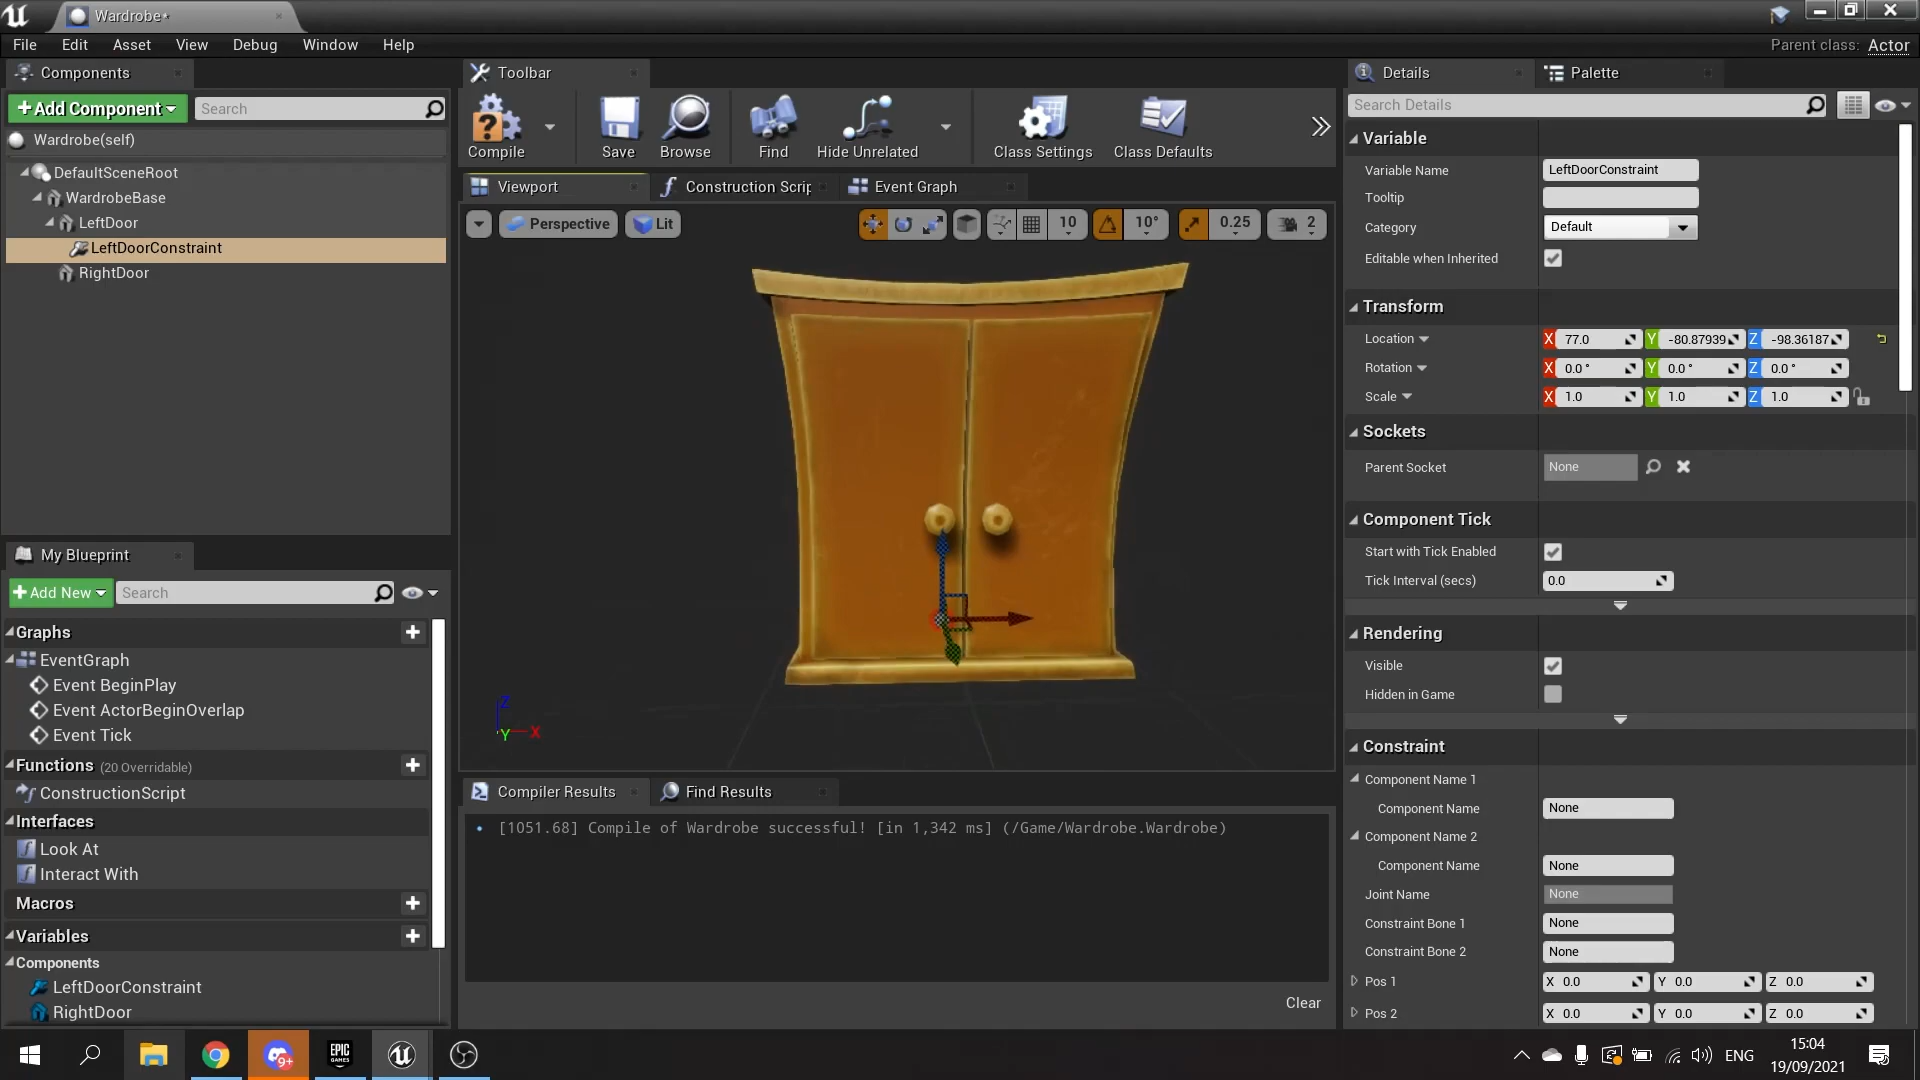 Wardrobe*
File Edit Asset View Debug Window Help
Parent class: Actor
Components
+Add Component
Search
Wardrobe(self)
DefaultSceneRoot
WardrobeBase
LeftDoor
LeftDoorConstraint
RightDoor
My Blueprint
+Add New
Search
Graphs
EventGraph
Event BeginPlay
Event ActorBeginOverlap
Event Tick
Functions (20 Overridable)
ConstructionScript
Interfaces
Look At
Interact With
Macros
Variables
Components
LeftDoorConstraint
RightDoor
Toolbar
Compile
Save
Browse
Find
Hide Unrelated
Class Settings
Class Defaults
Viewport
Construction Scrip
Event Graph
Perspective
Lit
10
10°
0.25
2
Z
Y
X
Compiler Results
Find Results
[1051.68] Compile of Wardrobe successful! [in 1,342 ms] (/Game/Wardrobe.Wardrobe)
Clear
Details
Palette
Search Details
Variable
Variable Name LeftDoorConstraint
Tooltip
Category Default
Editable when Inherited
Transform
Location X 77.0 Y -80.87939 Z -98.36187
Rotation X 0.0 ° Y 0.0 ° Z 0.0 °
Scale X 1.0 Y 1.0 Z 1.0
Sockets
Parent Socket None
Component Tick
Start with Tick Enabled
Tick Interval (secs) 0.0
Rendering
Visible
Hidden in Game
Constraint
Component Name 1
Component Name None
Component Name 2
Component Name None
Joint Name None
Constraint Bone 1 None
Constraint Bone 2 None
Pos 1 X 0.0 Y 0.0 Z 0.0
Pos 2 X 0.0 Y 0.0 Z 0.0
9+
EPIC
GAMES
ENG
15:04
19/09/2021